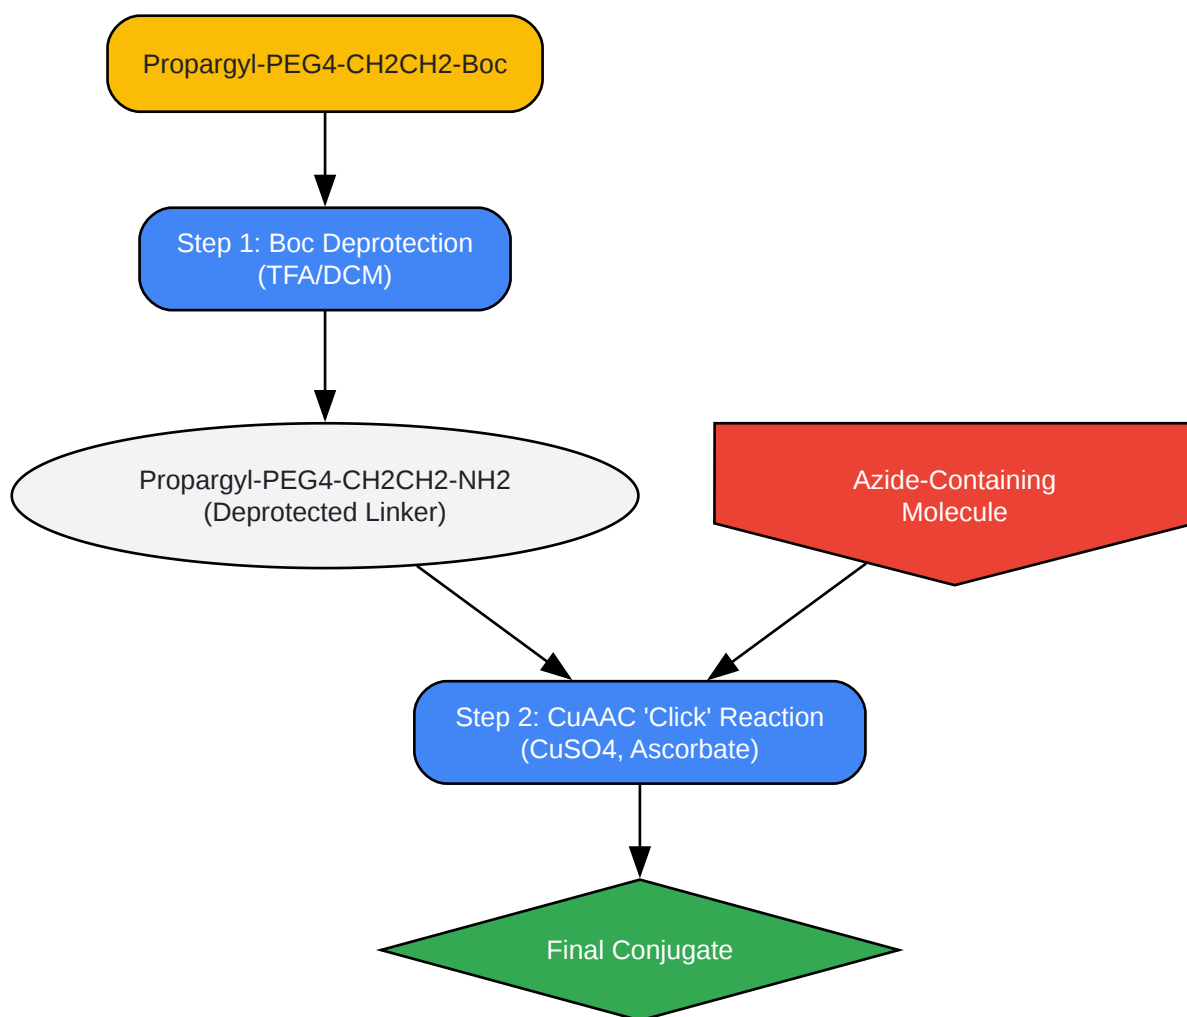 Propargyl-PEG4-CH2CH2-Boc
Step 1: Boc Deprotection
(TFA/DCM)
Propargyl-PEG4-CH2CH2-NH2
(Deprotected Linker)
Azide-Containing
Molecule
Step 2: CuAAC 'Click' Reaction
(CuSO4, Ascorbate)
Final Conjugate